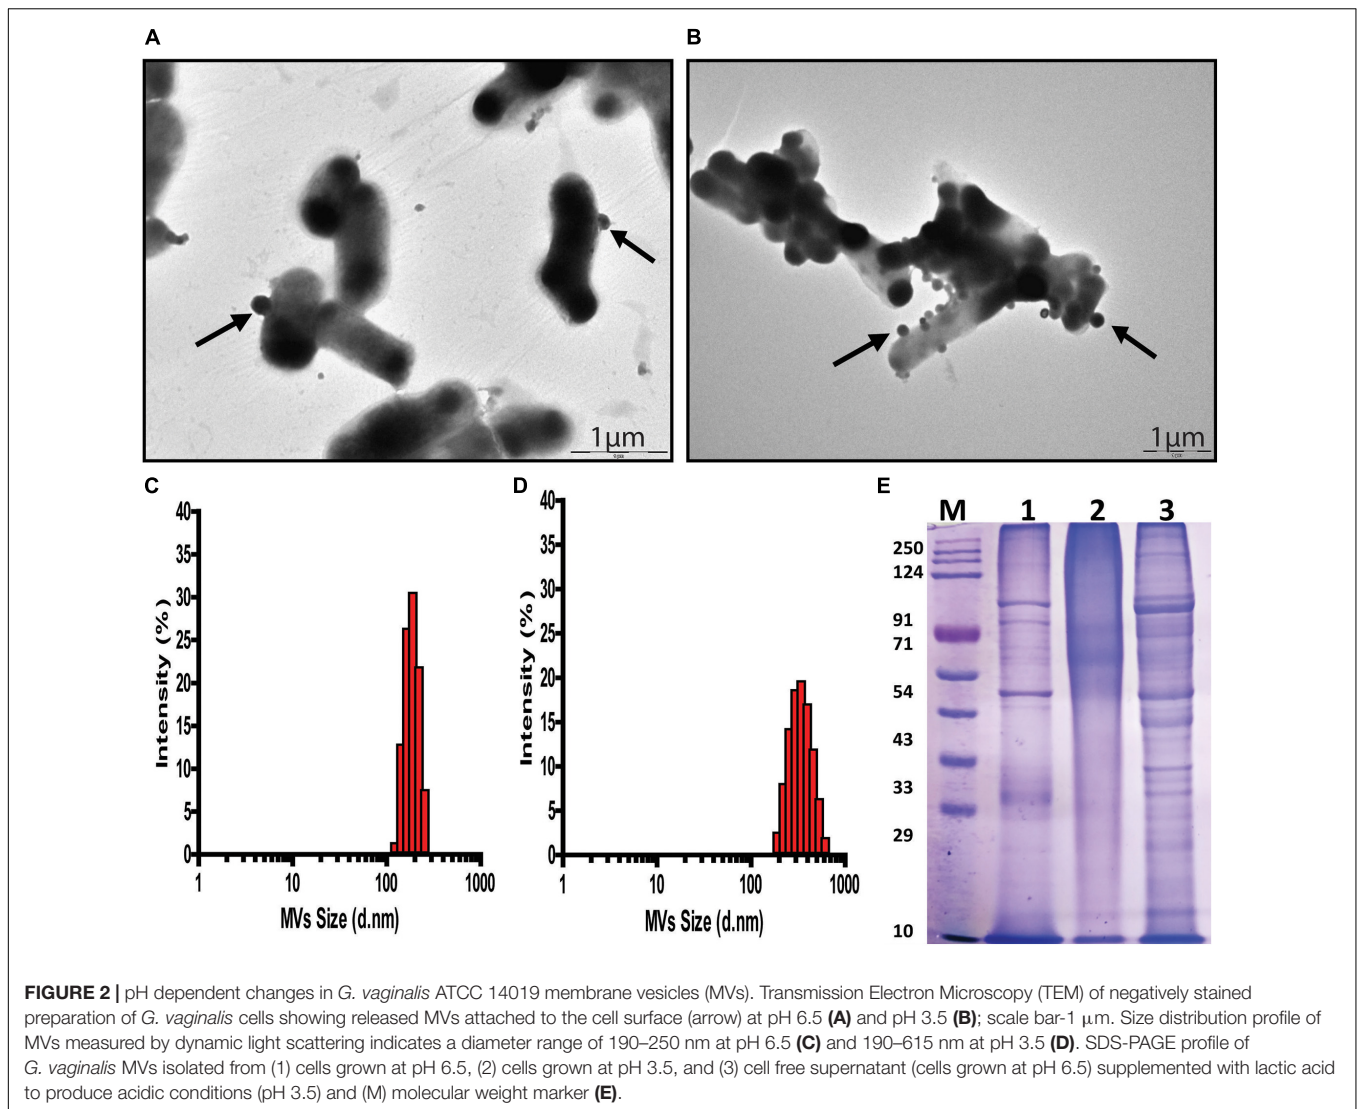 A
B
1µm
1µm
C
D
E
40
35
30
25
20
15
10
5
0
Intensity (%)
1
10
100
1000
MVs Size (d.nm)
40
35
30
25
20
15
10
5
0
Intensity (%)
1
10
100
1000
MVs Size (d.nm)
M 1 2 3
250
124
91
71
54
43
33
29
10
FIGURE 2 | pH dependent changes in G. vaginalis ATCC 14019 membrane vesicles (MVs). Transmission Electron Microscopy (TEM) of negatively stained
preparation of G. vaginalis cells showing released MVs attached to the cell surface (arrow) at pH 6.5 (A) and pH 3.5 (B); scale bar-1 µm. Size distribution profile of
MVs measured by dynamic light scattering indicates a diameter range of 190–250 nm at pH 6.5 (C) and 190–615 nm at pH 3.5 (D). SDS-PAGE profile of
G. vaginalis MVs isolated from (1) cells grown at pH 6.5, (2) cells grown at pH 3.5, and (3) cell free supernatant (cells grown at pH 6.5) supplemented with lactic acid
to produce acidic conditions (pH 3.5) and (M) molecular weight marker (E).